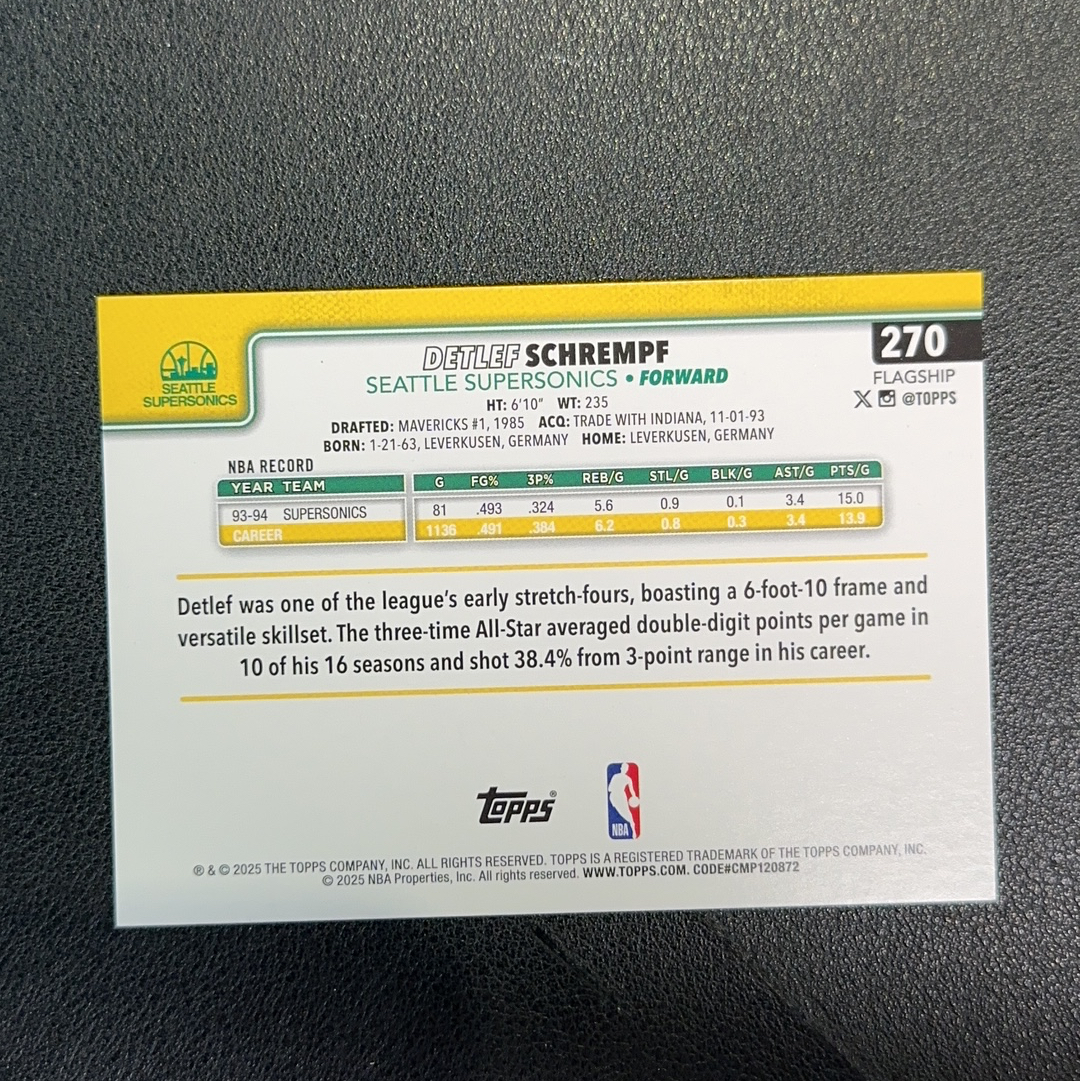 270
DETLEF SCHREMPF
SEATTLE SUPERSONICS • FORWARD
FLAGSHIP
@TOPPS
SEATTLE
SUPERSONICS
HT: 6'10" WT: 235
DRAFTED: MAVERICKS #1, 1985 ACQ: TRADE WITH INDIANA, 11-01-93
BORN: 1-21-63, LEVERKUSEN, GERMANY HOME: LEVERKUSEN, GERMANY
NBA RECORD
YEAR TEAM G FG% 3P% REB/G STL/G BLK/G AST/G PTS/G
93-94 SUPERSONICS 81 .493 .324 5.6 0.9 0.1 3.4 15.0
CAREER 1136 .491 .384 6.2 0.8 0.3 3.4 13.9
Detlef was one of the league's early stretch-fours, boasting a 6-foot-10 frame and
versatile skillset. The three-time All-Star averaged double-digit points per game in
10 of his 16 seasons and shot 38.4% from 3-point range in his career.
topps®
NBA
℗ & © 2025 THE TOPPS COMPANY, INC. ALL RIGHTS RESERVED. TOPPS IS A REGISTERED TRADEMARK OF THE TOPPS COMPANY, INC.
© 2025 NBA Properties, Inc. All rights reserved. WWW.TOPPS.COM. CODE#CMP120872